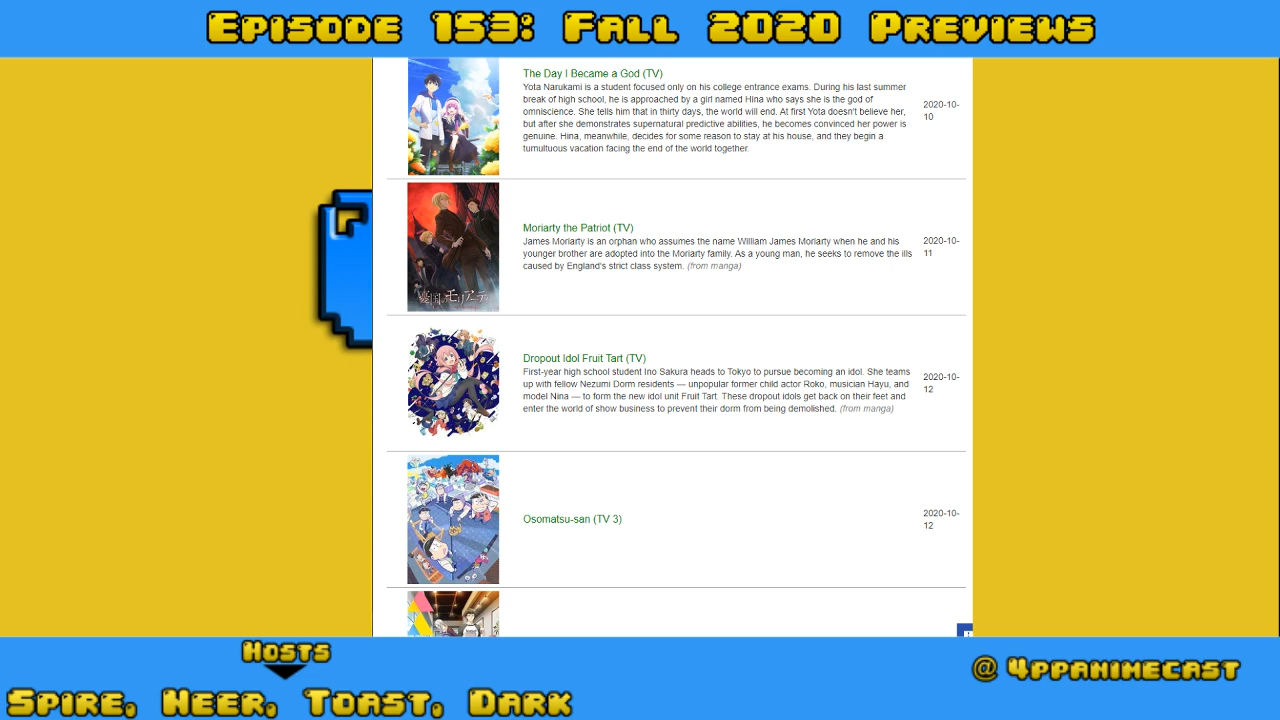 Episode 153: Fall 2020 Previews
The Day I Became a God (TV)
Yota Narukami is a student focused only on his college entrance exams. During his last summer
break of high school, he is approached by a girl named Hina who says she is the god of
omniscience. She tells him that in thirty days, the world will end. At first Yota doesn't believe her,
but after she demonstrates supernatural predictive abilities, he becomes convinced her power is
genuine. Hina, meanwhile, decides for some reason to stay at his house, and they begin a
tumultuous vacation facing the end of the world together.
2020-10-
10
Moriarty the Patriot (TV)
James Moriarty is an orphan who assumes the name William James Moriarty when he and his
younger brother are adopted into the Moriarty family. As a young man, he seeks to remove the ills
caused by England's strict class system. (from manga)
2020-10-
11
憂国のモリアーティ
Dropout Idol Fruit Tart (TV)
First-year high school student Ino Sakura heads to Tokyo to pursue becoming an idol. She teams
up with fellow Nezumi Dorm residents — unpopular former child actor Roko, musician Hayu, and
model Nina — to form the new idol unit Fruit Tart. These dropout idols get back on their feet and
enter the world of show business to prevent their dorm from being demolished. (from manga)
2020-10-
12
Osomatsu-san (TV 3)
2020-10-
12
Hosts
Spire, Neer, Toast, Dark
@ 4ppanimecast